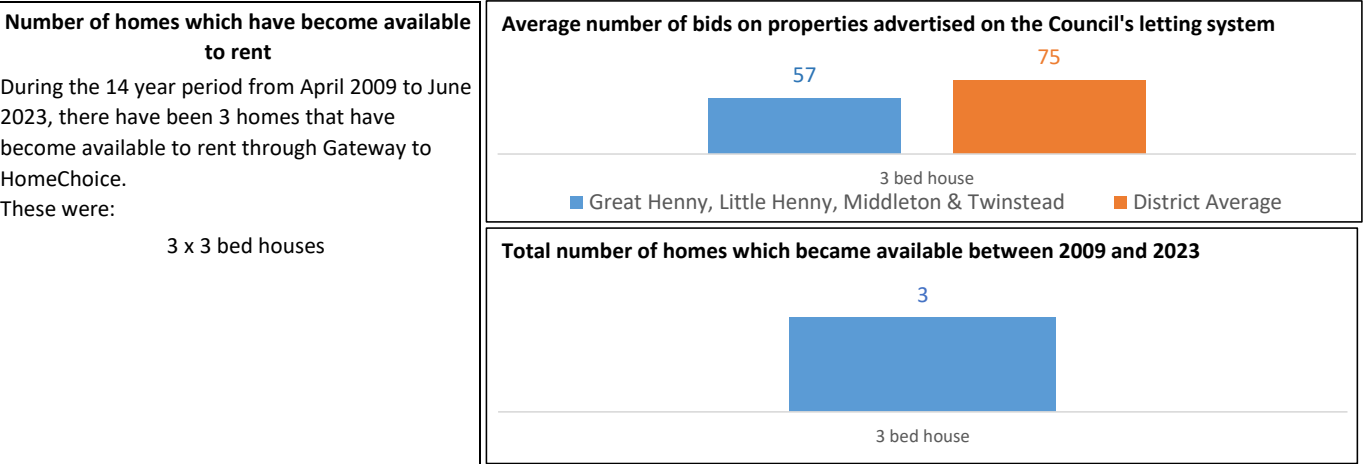 Number of homes which have become available
to rent
During the 14 year period from April 2009 to June
2023, there have been 3 homes that have
become available to rent through Gateway to
HomeChoice.
These were:
3 x 3 bed houses
Average number of bids on properties advertised on the Council's letting system
57
75
3 bed house
Great Henny, Little Henny, Middleton & Twinstead
District Average
Total number of homes which became available between 2009 and 2023
3
3 bed house